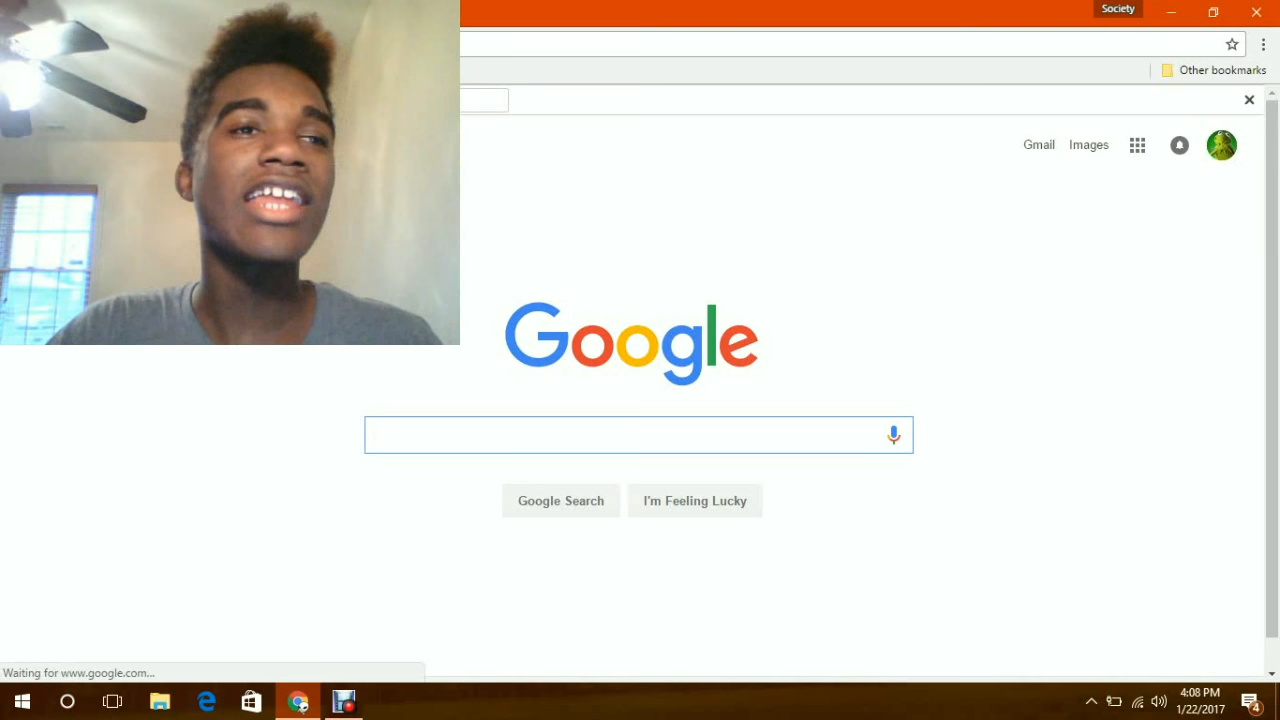 Society
Other bookmarks
Gmail Images
Google
Google Search I'm Feeling Lucky
Waiting for www.google.com...
4:08 PM
1/22/2017
4